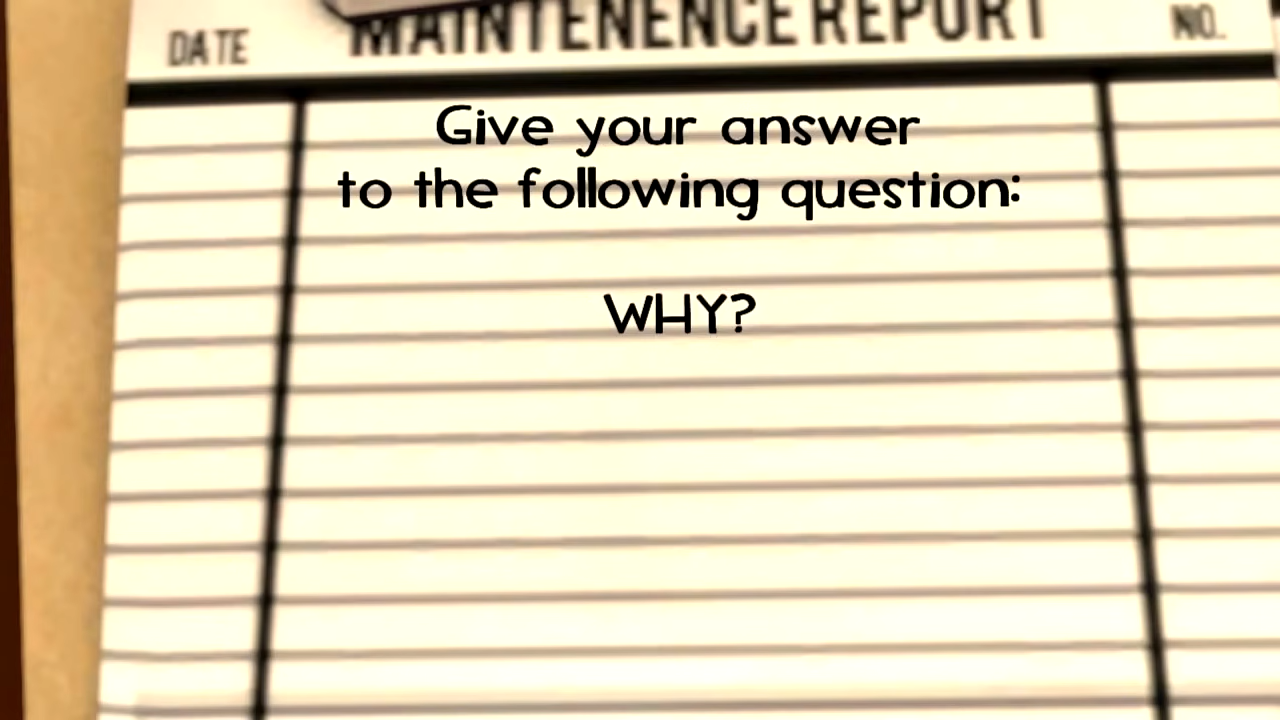 DATE MAINTENENCE REPORT NO.
Give your answer
to the following question:
WHY?